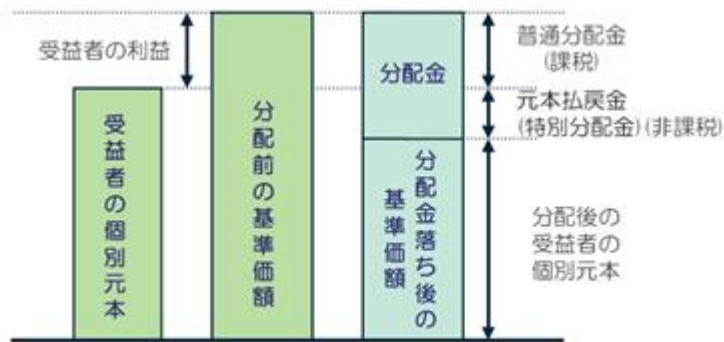 受益者の利益
受益者の個別元本
分配前の基準価額
分配金
分配金落ち後の
基準価額
普通分配金
(課税)
元本払戻金
(特別分配金)(非課税)
分配後の
受益者の
個別元本